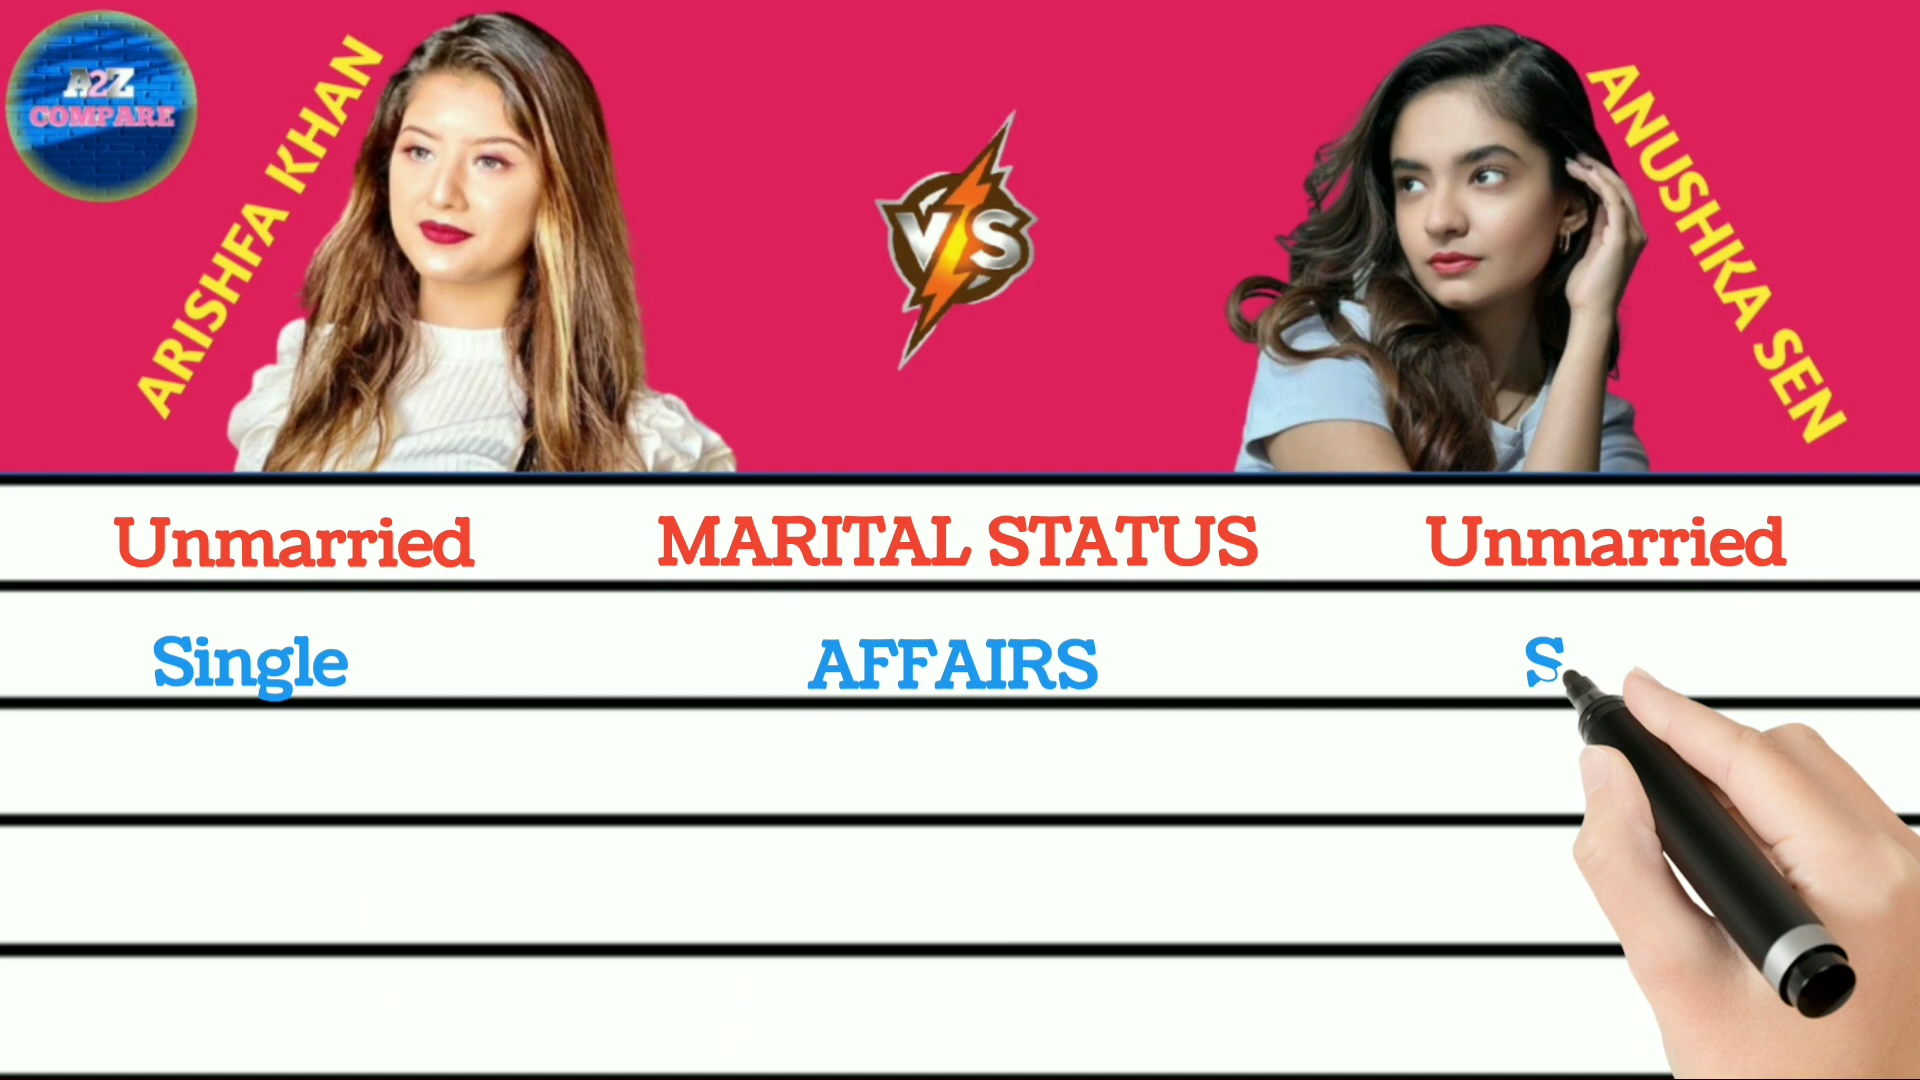 A2Z
COMPARE
ARISHFA KHAN
VS
ANUSHKA SEN
Unmarried MARITAL STATUS Unmarried
Single AFFAIRS S